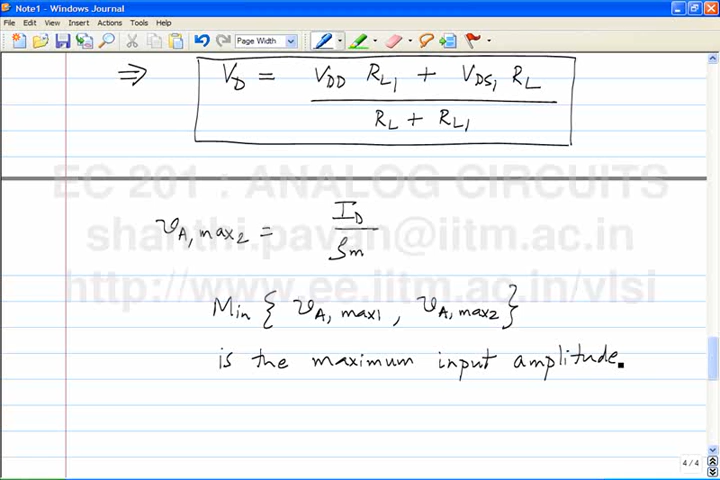 Note1 - Windows Journal
File Edit View Insert Actions Tools Help
Page Width
⇒ V_D = (V_DD R_L1 + V_DS1 R_L) / (R_L + R_L1)
EC 201 : ANALOG CIRCUITS
shanthi.pavan@iitm.ac.in
http://www.ee.iitm.ac.in/vlsi
v_A,max2 = I_D / g_m
Min { v_A,max1 , v_A,max2 }
is the maximum input amplitude.
4 / 4